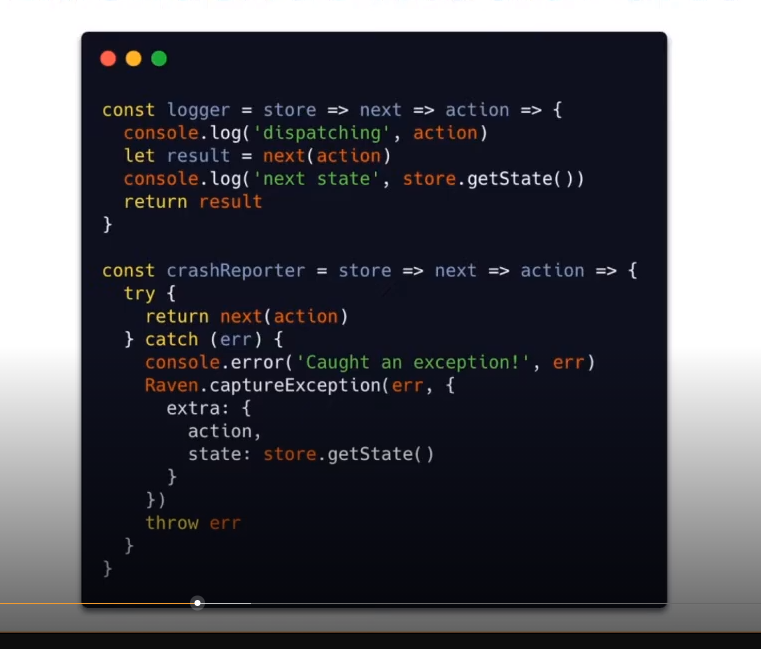 const logger = store => next => action => {
  console.log('dispatching', action)
  let result = next(action)
  console.log('next state', store.getState())
  return result
}

const crashReporter = store => next => action => {
  try {
    return next(action)
  } catch (err) {
    console.error('Caught an exception!', err)
    Raven.captureException(err, {
      extra: {
        action,
        state: store.getState()
      }
    })
    throw err
  }
}